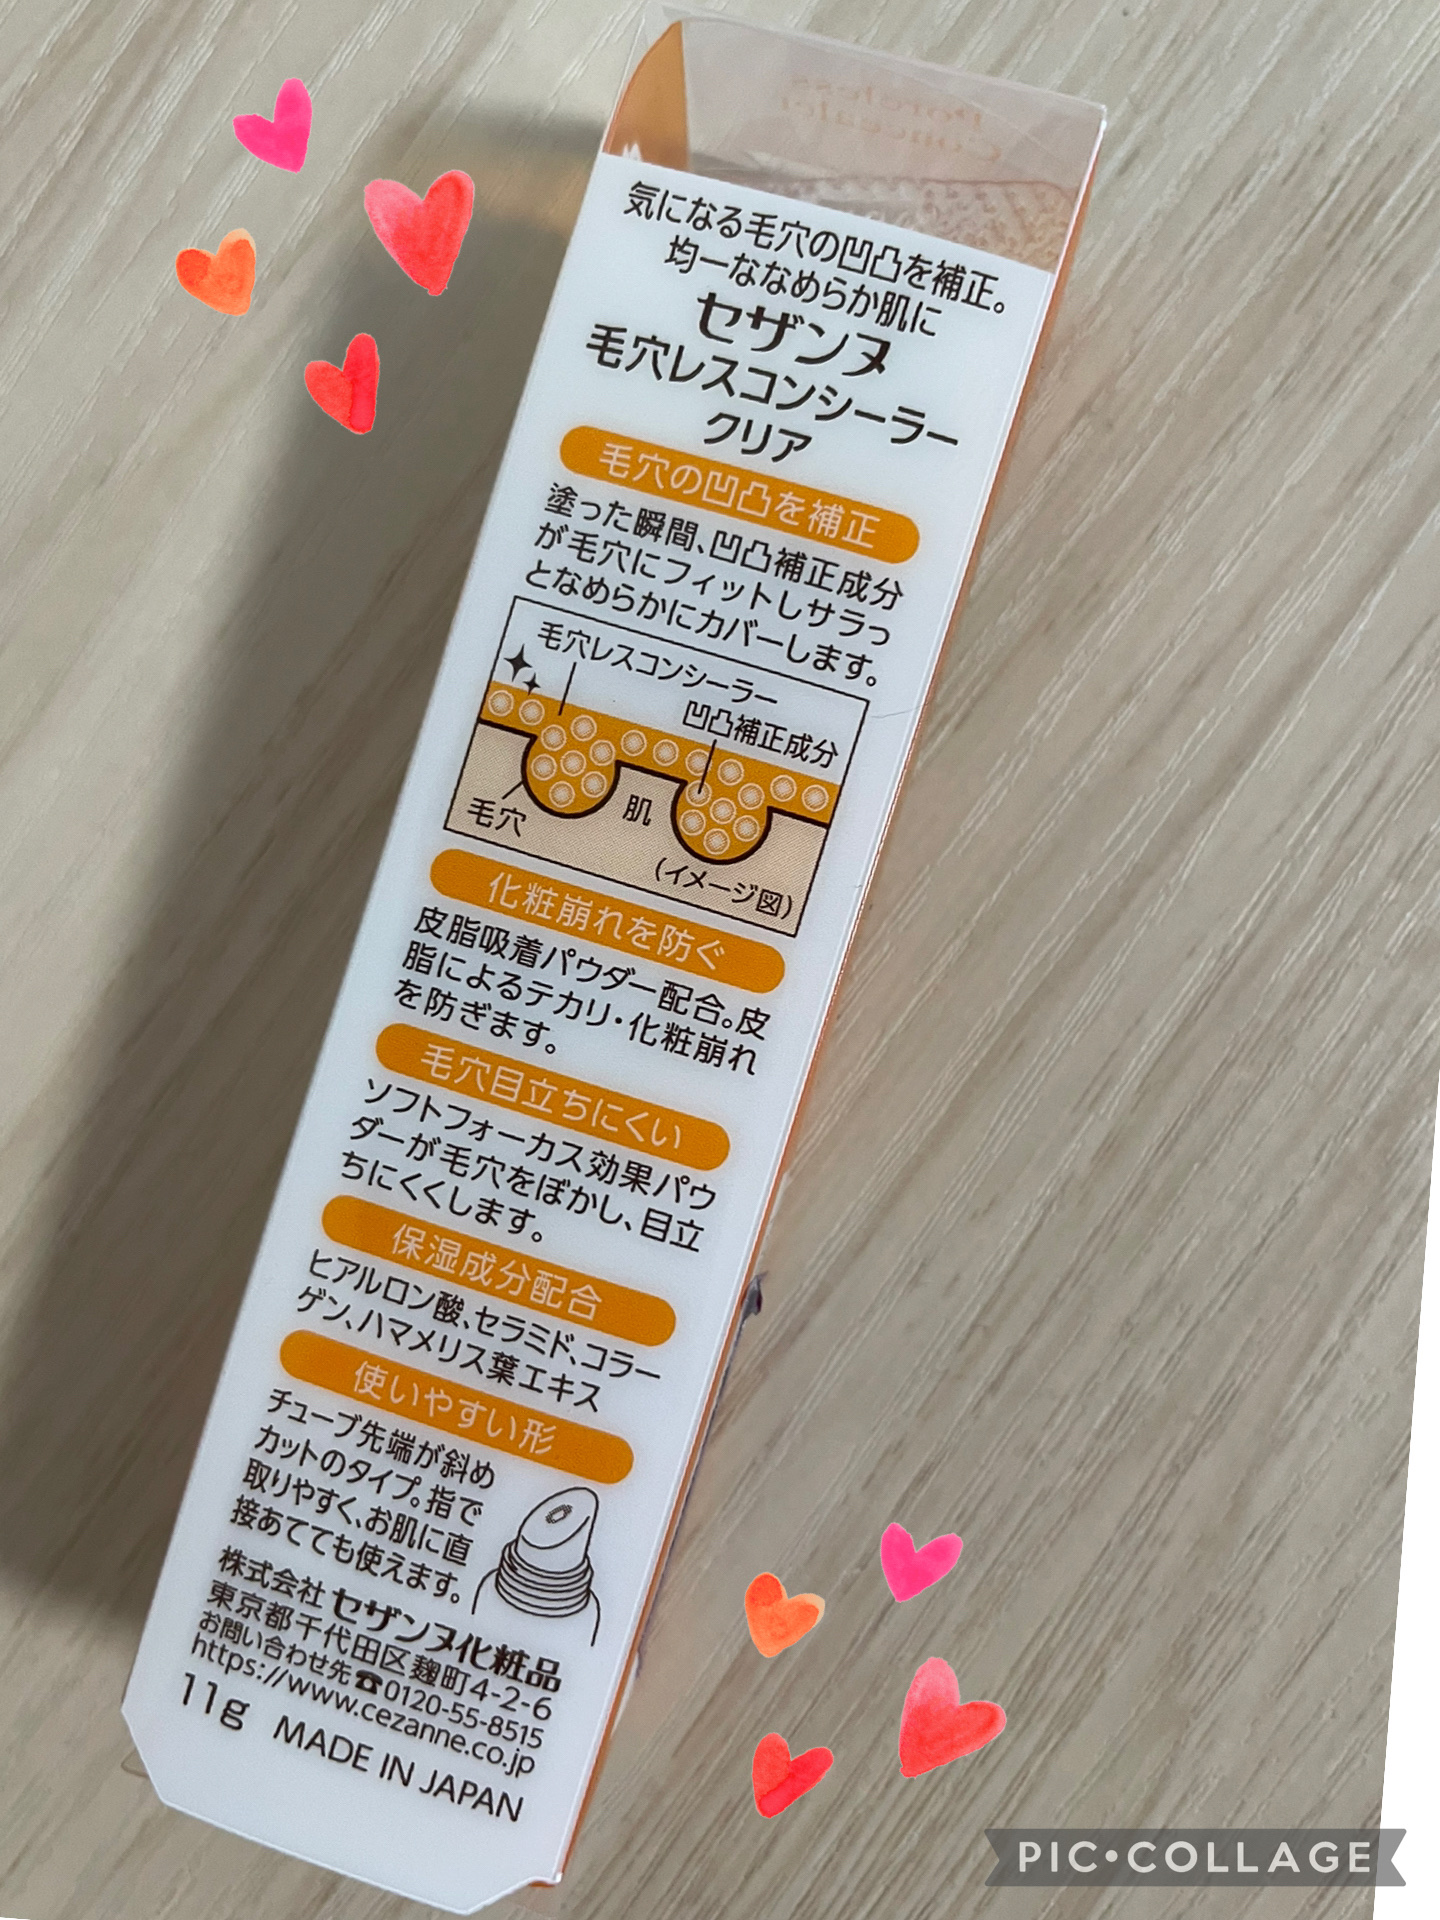 Poreless
Concealer
気になる毛穴の凹凸を補正。
均一ななめらか肌に
セザンヌ
毛穴レスコンシーラー
クリア
毛穴の凹凸を補正
塗った瞬間、凹凸補正成分
が毛穴にフィットしサラっ
となめらかにカバーします。
毛穴レスコンシーラー
凹凸補正成分
毛穴
肌
(イメージ図)
化粧崩れを防ぐ
皮脂吸着パウダー配合。皮
脂によるテカリ・化粧崩れ
を防ぎます。
毛穴目立ちにくい
ソフトフォーカス効果パウ
ダーが毛穴をぼかし、目立
ちにくくします。
保湿成分配合
ヒアルロン酸、セラミド、コラー
ゲン、ハマメリス葉エキス
使いやすい形
チューブ先端が斜め
カットのタイプ。指で
取りやすく、お肌に直
接あてても使えます。
株式会社 セザンヌ化粧品
東京都千代田区麹町4-2-6
お問い合わせ先☎0120-55-8515
https://www.cezanne.co.jp
11g MADE IN JAPAN
PIC•COLLAGE